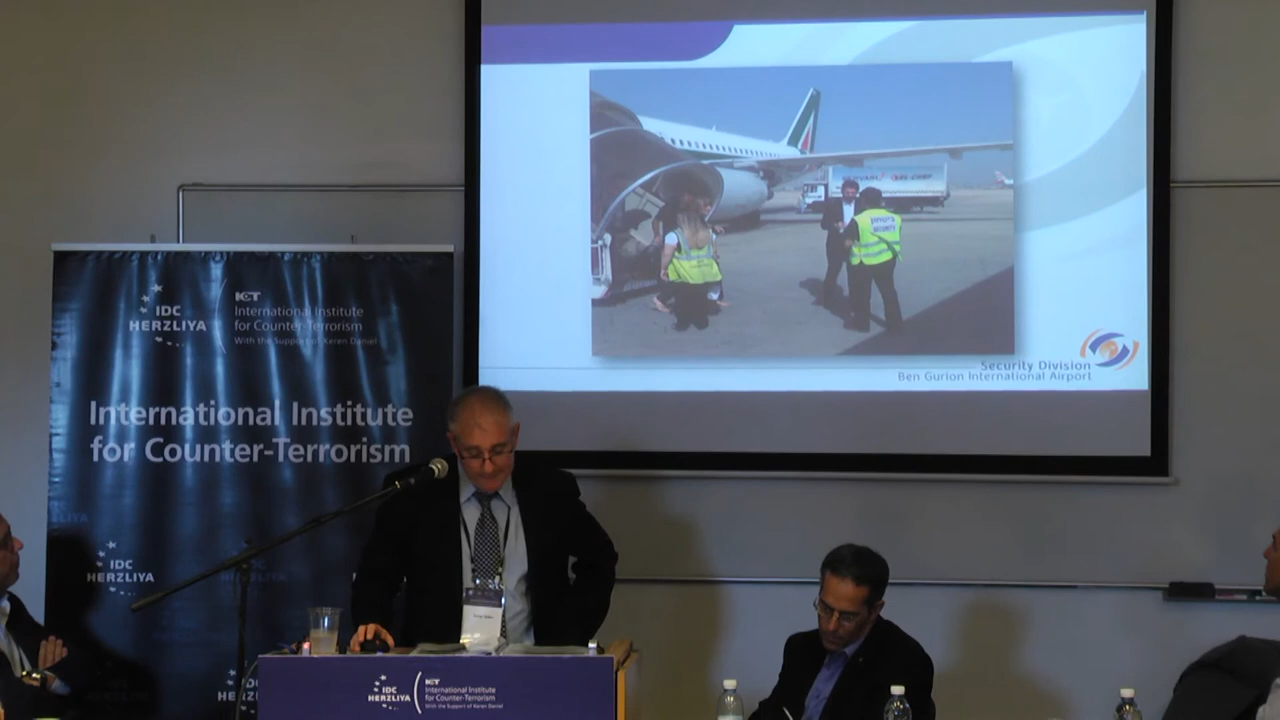 Security Division
Ben Gurion International Airport
SECURITY
IDC
HERZLIYA
ICT
International Institute
for Counter-Terrorism
With the Support of Keren Daniel
International Institute
for Counter-Terrorism
IDC
HERZLIYA
IDC
HERZLIYA
ICT
International Institute
for Counter-Terrorism
With the Support of Keren Daniel